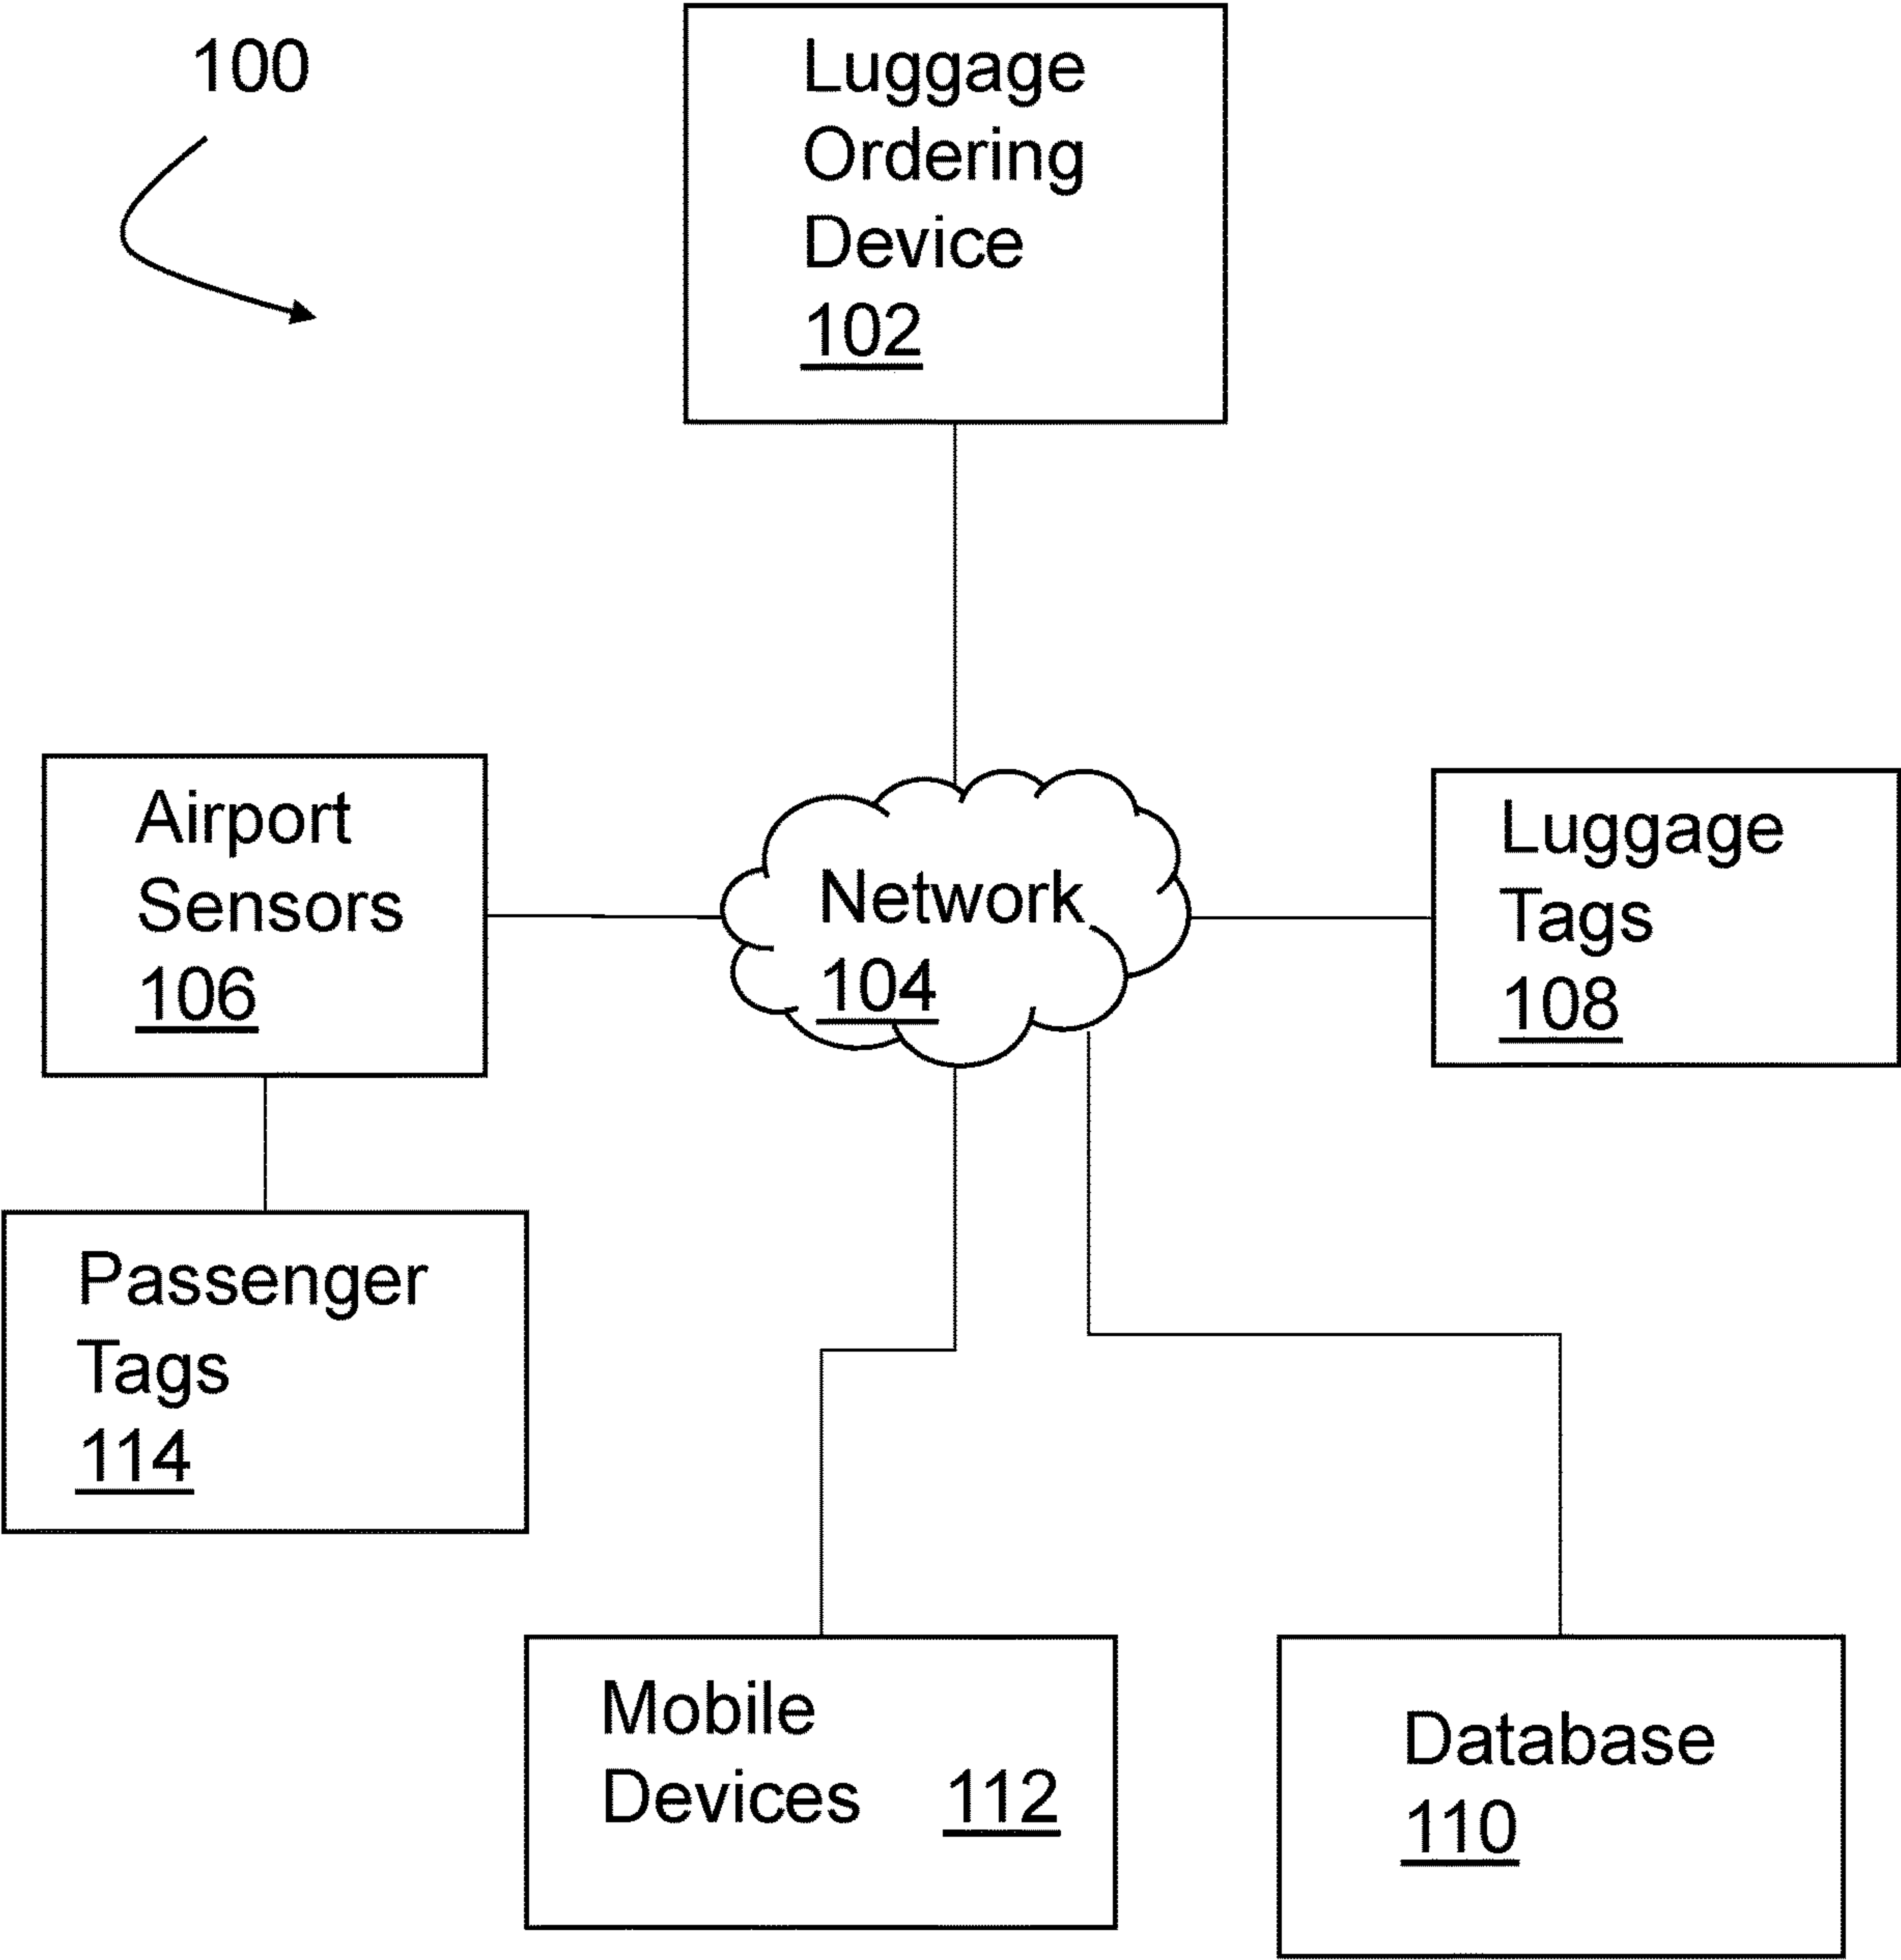 100
Luggage
Ordering
Device
102
Airport
Sensors
106
Network
104
Luggage
Tags
108
Passenger
Tags
114
Mobile
Devices 112
Database
110